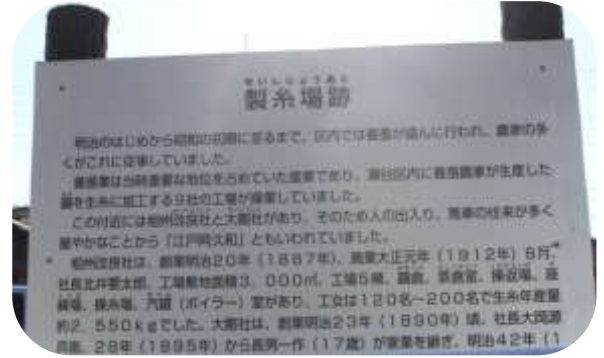 せいしじょうあと
製糸場跡
明治のはじめから昭和の初期に至るまで、区内では養蚕が盛んに行われ、農家の多
くがこれに従事していました。
養蚕業は当時重要な地位を占めていた産業であり、瀬谷区内に養蚕農家が生産した
繭を生糸に加工する9社の工場が操業していました。
この付近には相州改良社と大剛社があり、そのため人の出入り、馬車の往来が多く
賑やかなことから「江戸時久和」ともいわれていました。
相州改良社は、創業明治20年（1887年）、廃業大正元年（1912年）8月、
社長北井要太郎、工場敷地面積3，000㎡、工場5棟、繭倉、蒸倉室、揚返場、
繰場、操糸場、汽罐（ボイラー）室があり、工女は120名～200名で生糸年産量
約2，550kgでした。大剛社は、創業明治23年（1890年）頃、社長大岡源
28年（1895年）から長男一作（17歳）が家業を継ぎ、明治42年（1